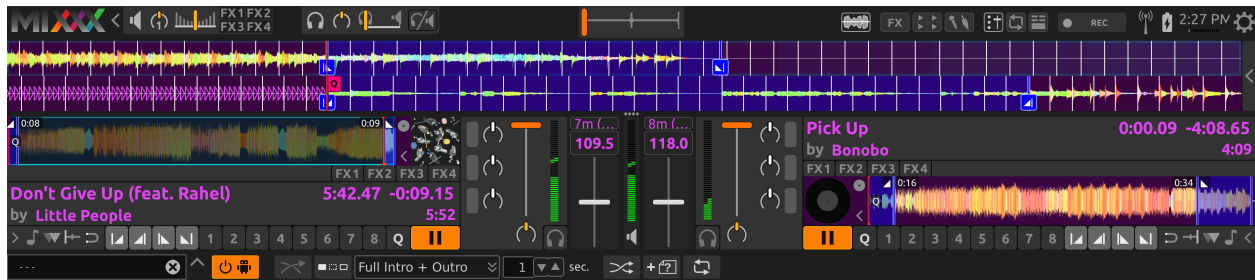 MIXXX FX1 FX2 FX REC 2:27 PM
FX3 FX4
Q
0:08 0:09
Q
7m (... 8m (...
109.5 118.0
Pick Up 0:00.09 -4:08.65
by Bonobo 4:09
FX1 FX2 FX3 FX4
FX1 FX2 FX3 FX4
0:16 0:34
Q
Don't Give Up (feat. Rahel) 5:42.47 -0:09.15
by Little People 5:52
1 2 3 4 5 6 7 8 Q Q 1 2 3 4 5 6 7 8
--- Full Intro + Outro 1 sec.